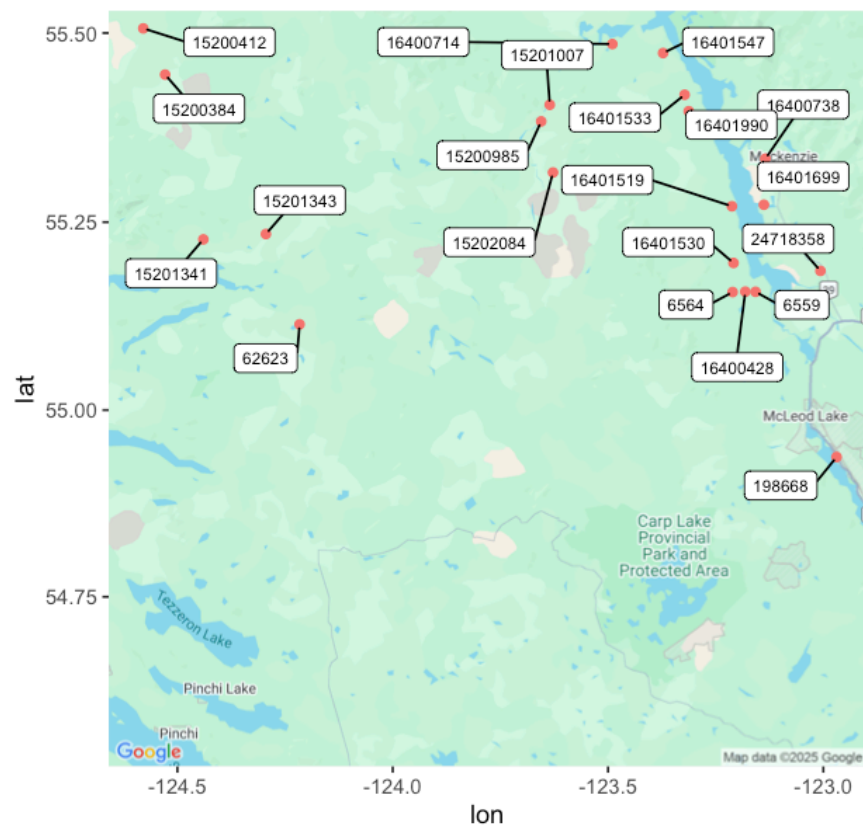 55.50
55.25
55.00
54.75
lat
15200412
16400714
15201007
16401547
15200384
16401533
16401990
16400738
Mackenzie
15200985
16401519
16401699
15201343
15202084
16401530
24718358
15201341
39
6564
6559
62623
16400428
McLeod Lake
198668
Carp Lake
Provincial
Park and
Protected Area
Tezzeron Lake
Pinchi Lake
Pinchi
Google
Map data ©2025 Google
-124.5
-124.0
-123.5
-123.0
lon